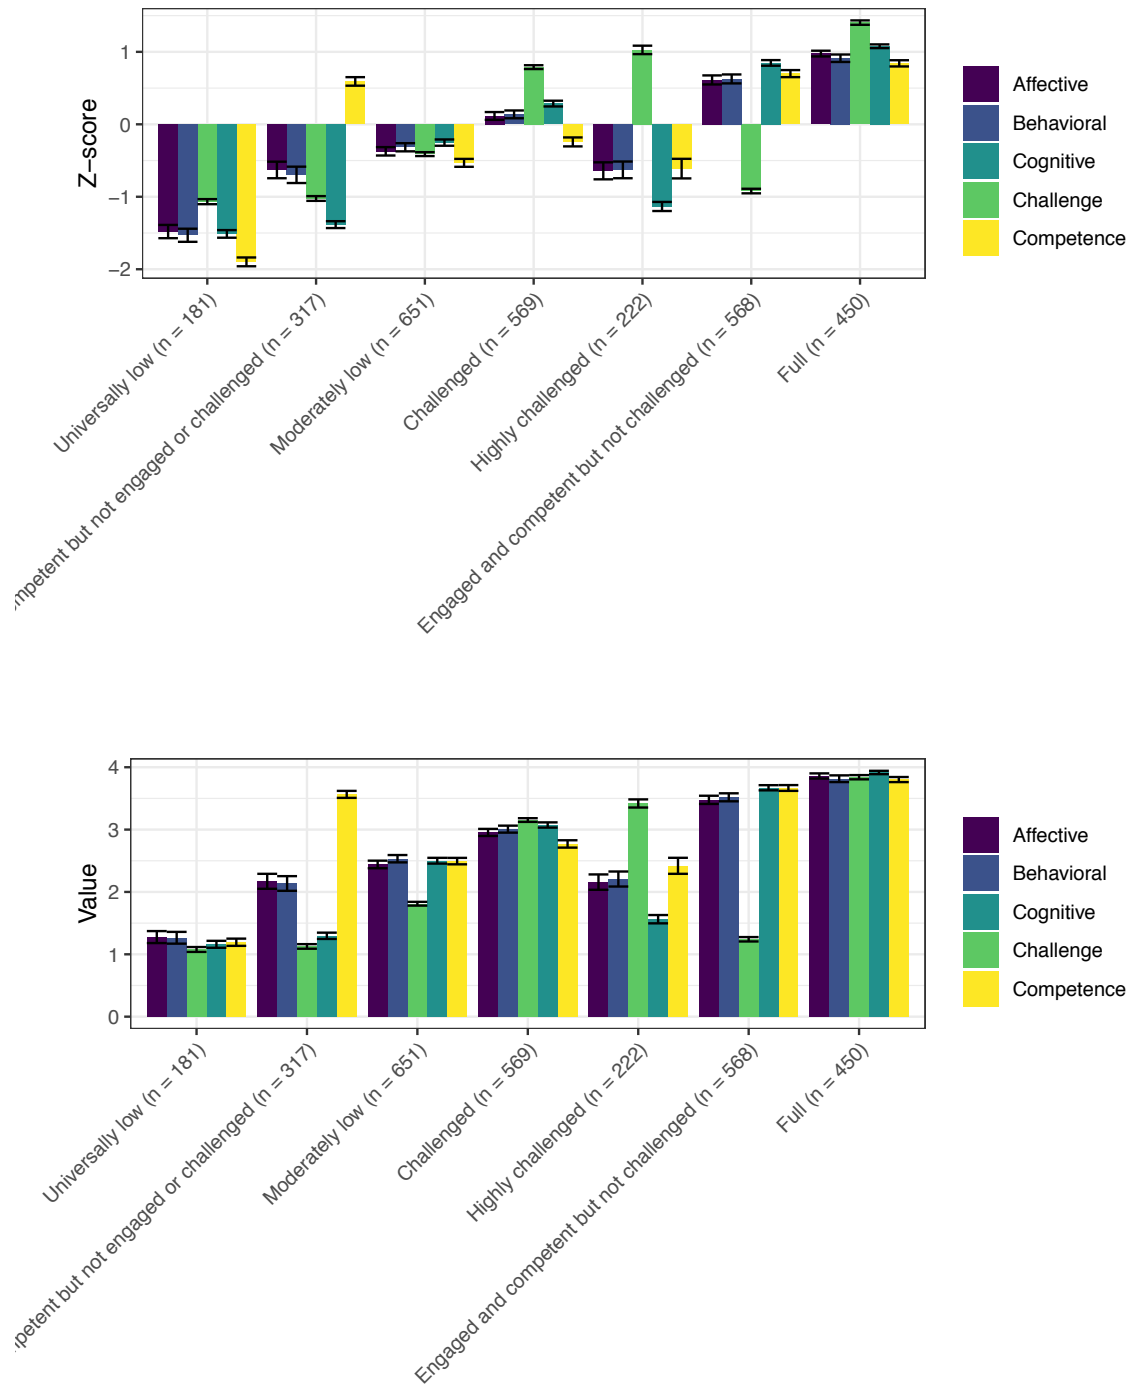 Z−score
1
0
−1
−2
Universally low (n = 181)
but not engaged or challenged (n = 317)
Moderately low (n = 651)
Challenged (n = 569)
Highly challenged (n = 222)
Engaged and competent but not challenged (n = 568)
Full (n = 450)
Affective
Behavioral
Cognitive
Challenge
Competence
Value
4
3
2
1
0
Universally low (n = 181)
but not engaged or challenged (n = 317)
Moderately low (n = 651)
Challenged (n = 569)
Highly challenged (n = 222)
Engaged and competent but not challenged (n = 568)
Full (n = 450)
Affective
Behavioral
Cognitive
Challenge
Competence